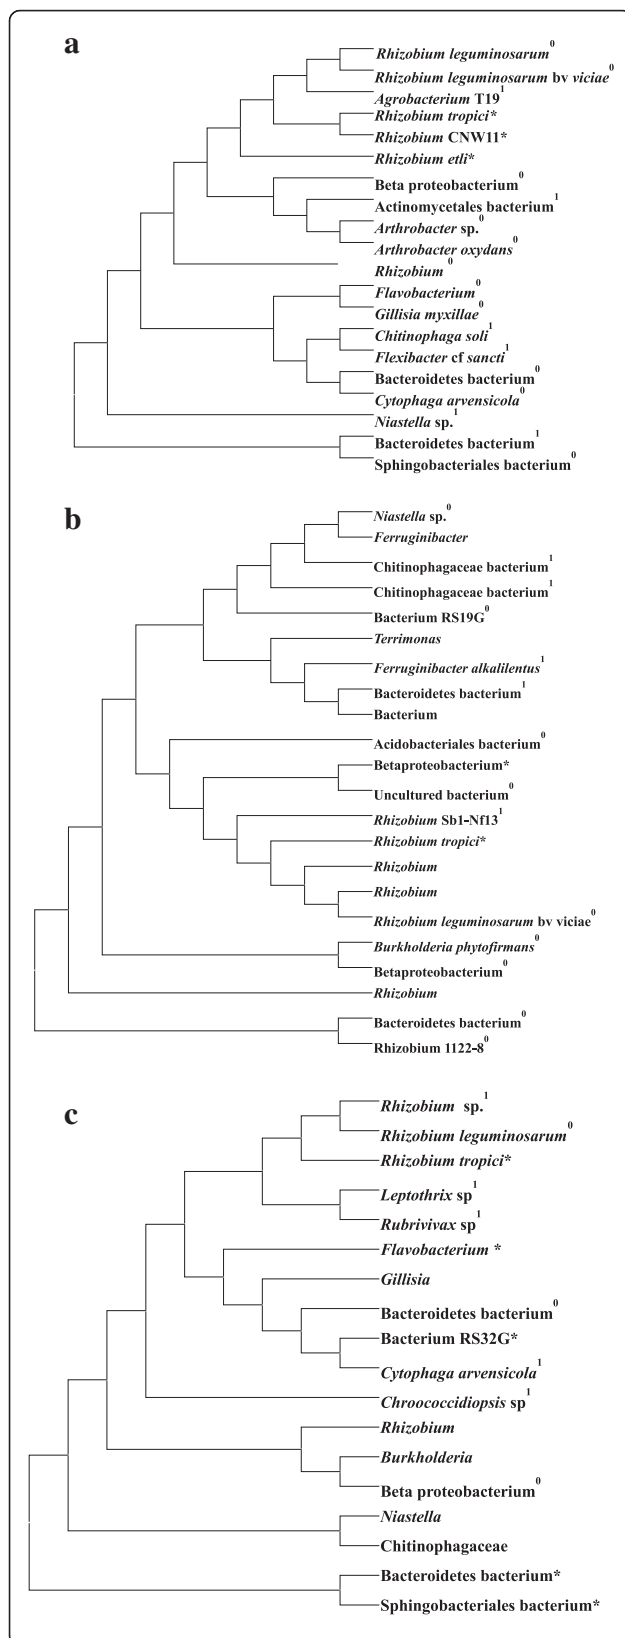 a
Rhizobium leguminosarum⁰
Rhizobium leguminosarum bv viciae⁰
Agrobacterium T19¹
Rhizobium tropici*
Rhizobium CNW11*
Rhizobium etli*
Beta proteobacterium⁰
Actinomycetales bacterium¹
Arthrobacter sp.⁰
Arthrobacter oxydans⁰
Rhizobium⁰
Flavobacterium⁰
Gillisia myxillae⁰
Chitinophaga soli¹
Flexibacter cf sancti¹
Bacteroidetes bacterium⁰
Cytophaga arvensicola⁰
Niastella sp.¹
Bacteroidetes bacterium¹
Sphingobacteriales bacterium⁰
b
Niastella sp.⁰
Ferruginibacter
Chitinophagaceae bacterium¹
Chitinophagaceae bacterium¹
Bacterium RS19G⁰
Terrimonas
Ferruginibacter alkalilentus¹
Bacteroidetes bacterium¹
Bacterium
Acidobacteriales bacterium⁰
Betaproteobacterium*
Uncultured bacterium⁰
Rhizobium Sb1-Nf13¹
Rhizobium tropici*
Rhizobium
Rhizobium
Rhizobium leguminosarum bv viciae⁰
Burkholderia phytofirmans⁰
Betaproteobacterium⁰
Rhizobium
Bacteroidetes bacterium⁰
Rhizobium 1122-8⁰
c
Rhizobium sp.¹
Rhizobium leguminosarum⁰
Rhizobium tropici*
Leptothrix sp¹
Rubrivivax sp¹
Flavobacterium *
Gillisia
Bacteroidetes bacterium⁰
Bacterium RS32G*
Cytophaga arvensicola¹
Chroococcidiopsis sp¹
Rhizobium
Burkholderia
Beta proteobacterium⁰
Niastella
Chitinophagaceae
Bacteroidetes bacterium*
Sphingobacteriales bacterium*